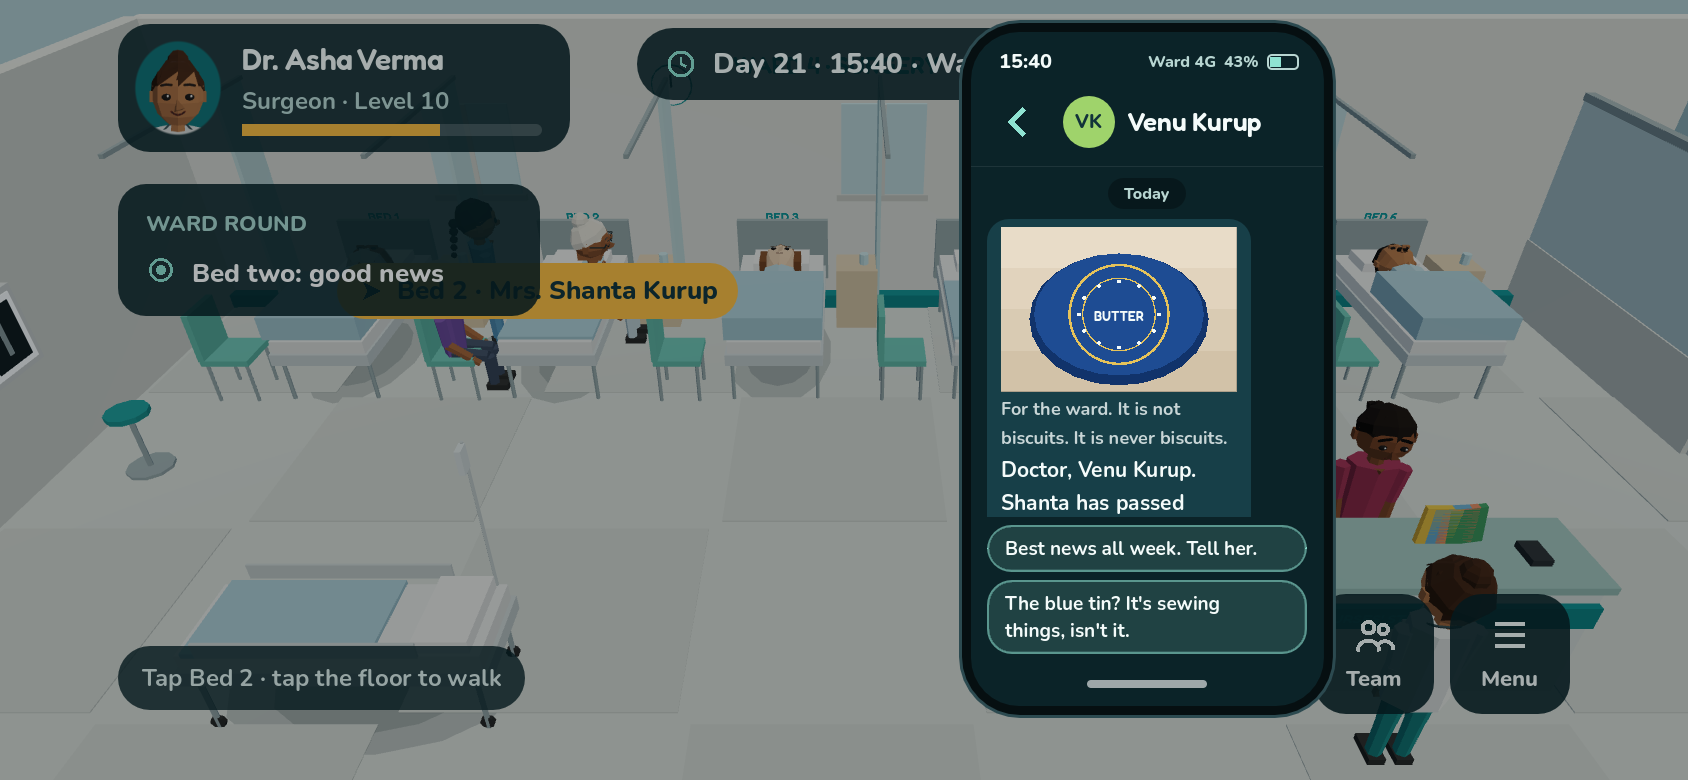 Dr. Asha Verma
Surgeon · Level 10
Day 21 · 15:40 · Wa
WARD ROUND
Bed two: good news
Bed 2 · Mrs. Shanta Kurup
BED 2
BED 3
BED 6
Tap Bed 2 · tap the floor to walk
15:40
Ward 4G 43%
VK
Venu Kurup
Today
BUTTER
For the ward. It is not
biscuits. It is never biscuits.
Doctor, Venu Kurup.
Shanta has passed
Best news all week. Tell her.
The blue tin? It's sewing
things, isn't it.
Team
Menu